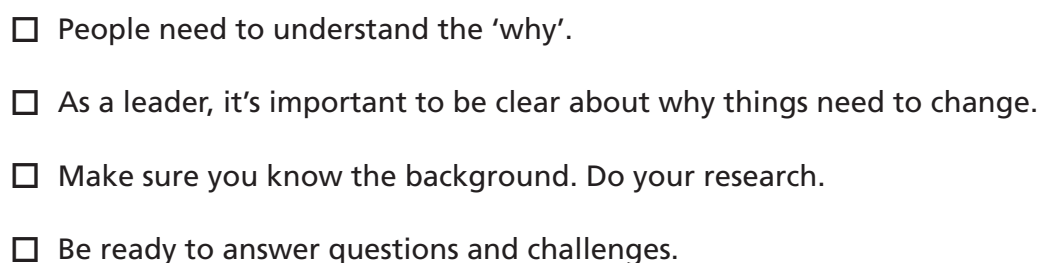 People need to understand the ‘why’.
As a leader, it’s important to be clear about why things need to change.
Make sure you know the background. Do your research.
Be ready to answer questions and challenges.